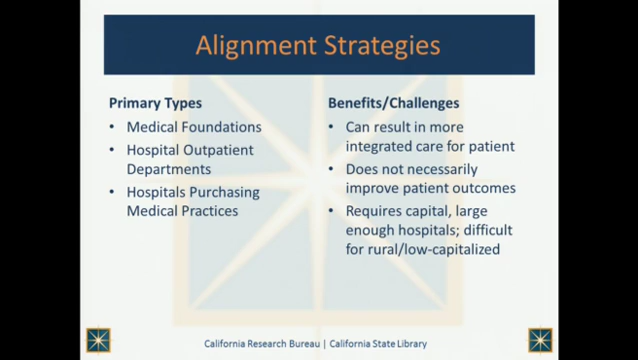 Alignment Strategies
Primary Types
• Medical Foundations
• Hospital Outpatient
Departments
• Hospitals Purchasing
Medical Practices
Benefits/Challenges
• Can result in more
integrated care for patient
• Does not necessarily
improve patient outcomes
• Requires capital, large
enough hospitals; difficult
for rural/low-capitalized
California Research Bureau | California State Library